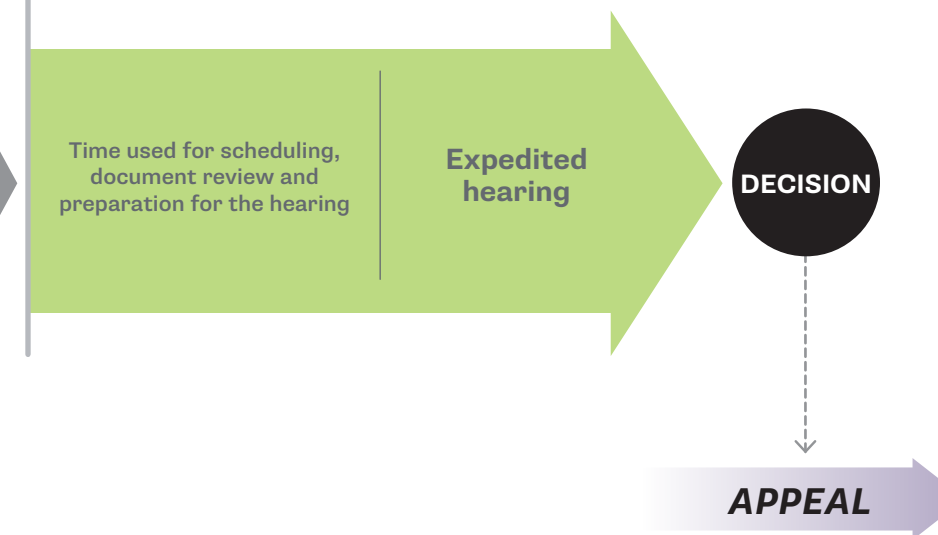 Time used for scheduling,
document review and
preparation for the hearing
Expedited
hearing
DECISION
APPEAL